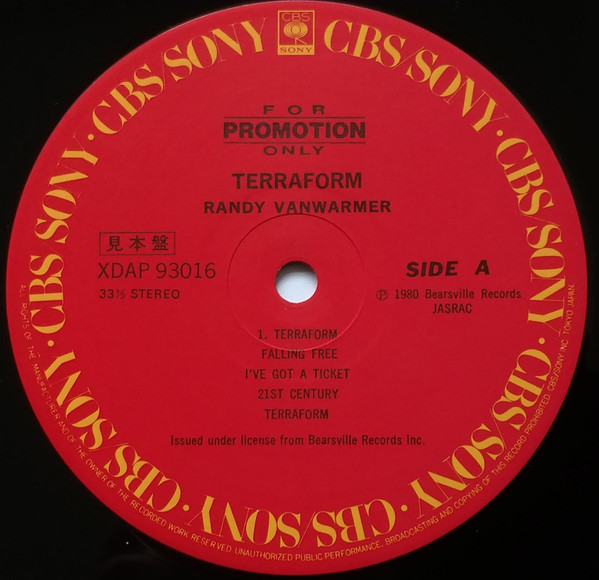 CBS
SONY
CBS/SONY · CBS/SONY · CBS/SONY · CBS/SONY · CBS/SONY · CBS/SONY · CBS SONY · CBS SONY · CBS/SONY
FOR
PROMOTION
ONLY
TERRAFORM
RANDY VANWARMER
見本盤
XDAP 93016
33⅓ STEREO
SIDE A
Ⓟ 1980 Bearsville Records
JASRAC
1. TERRAFORM
FALLING FREE
I'VE GOT A TICKET
21ST CENTURY
TERRAFORM
Issued under license from Bearsville Records Inc.
ALL RIGHTS OF THE MANUFACTURER AND OF THE OWNER OF THE RECORDED WORK RESERVED. UNAUTHORIZED PUBLIC PERFORMANCE, BROADCASTING AND COPYING OF THIS RECORD PROHIBITED. CBS/SONY INC. TOKYO JAPAN.